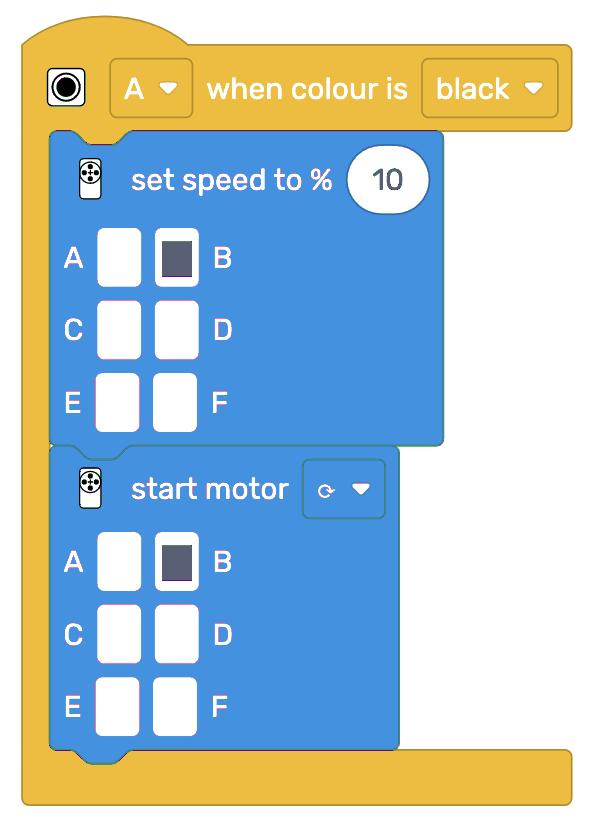 A when colour is black
set speed to % 10
A B
C D
E F
start motor
A B
C D
E F